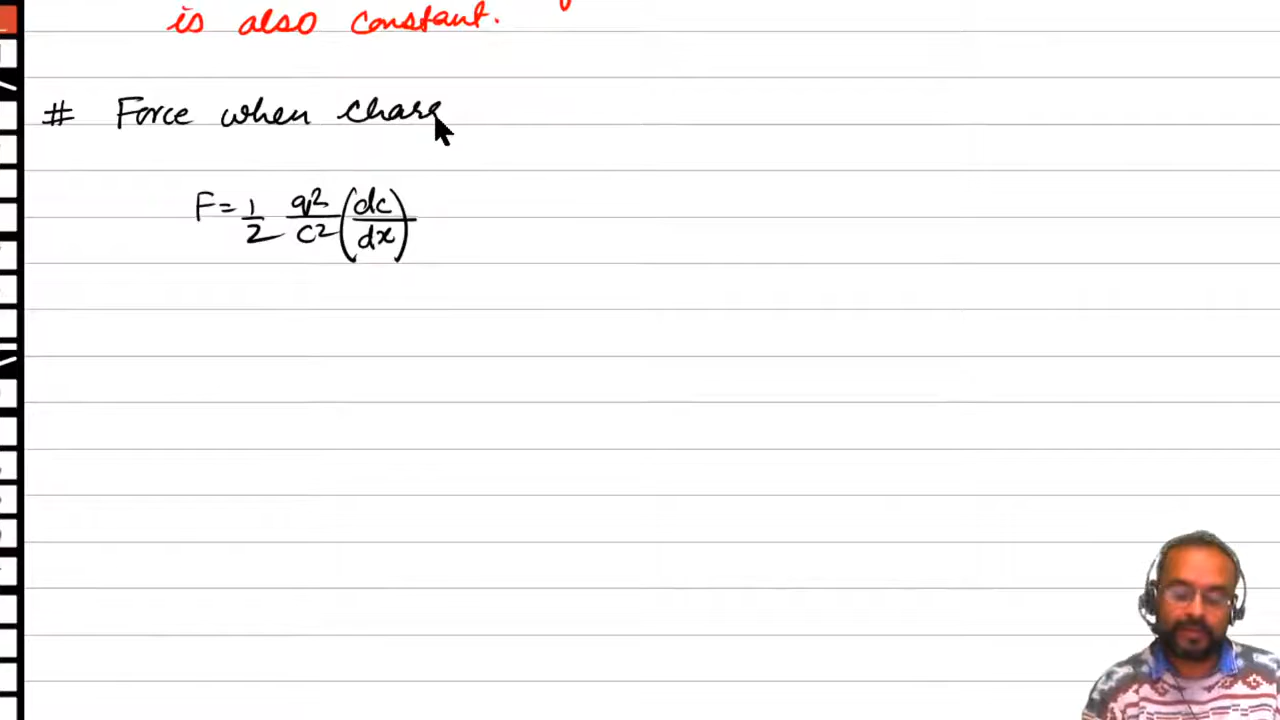 is also constant.
# Force when charg
F = 1/2 q²/c² (dc/dx)